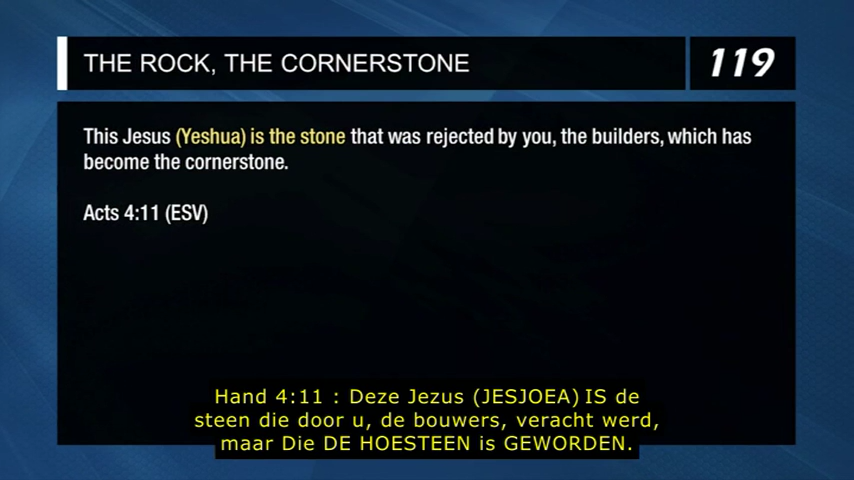 THE ROCK, THE CORNERSTONE
119
This Jesus (Yeshua) is the stone that was rejected by you, the builders, which has
become the cornerstone.
Acts 4:11 (ESV)
Hand 4:11 : Deze Jezus (JESJOEA) IS de
steen die door u, de bouwers, veracht werd,
maar Die DE HOESTEEN is GEWORDEN.